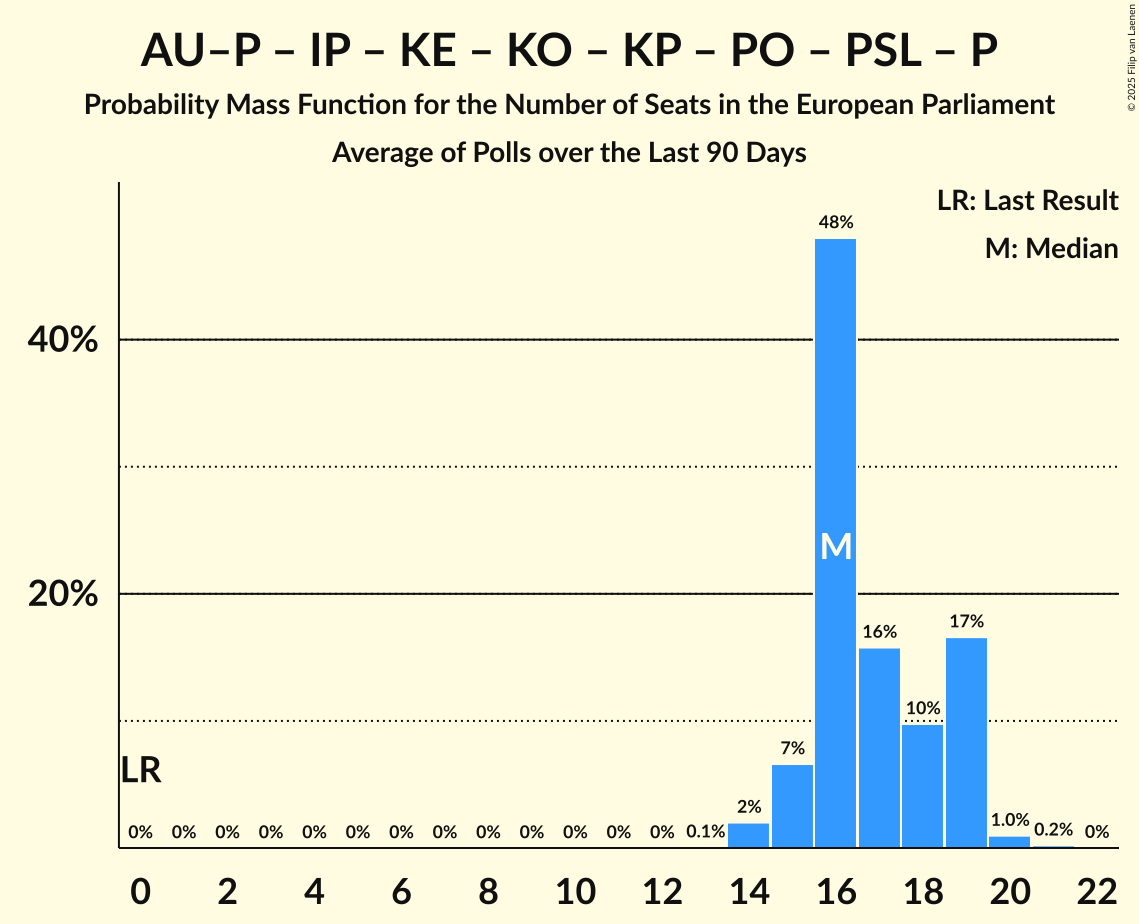 AU–P – IP – KE – KO – KP – PO – PSL – P
Probability Mass Function for the Number of Seats in the European Parliament
Average of Polls over the Last 90 Days
© 2025 Filip van Laenen
LR: Last Result
M: Median
40%
20%
48%
M
16%
17%
10%
7%
2%
LR
0% 0% 0% 0% 0% 0% 0% 0% 0% 0% 0% 0% 0% 0.1% 1.0% 0.2% 0%
0 2 4 6 8 10 12 14 16 18 20 22